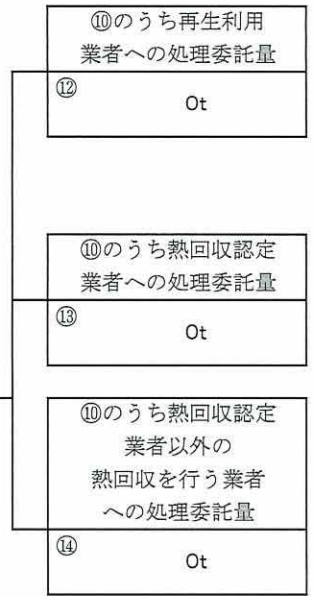 ⑩のうち再生利用
業者への処理委託量
⑫
0t
⑩のうち熱回収認定
業者への処理委託量
⑬
0t
⑩のうち熱回収認定
業者以外の
熱回収を行う業者
への処理委託量
⑭
0t